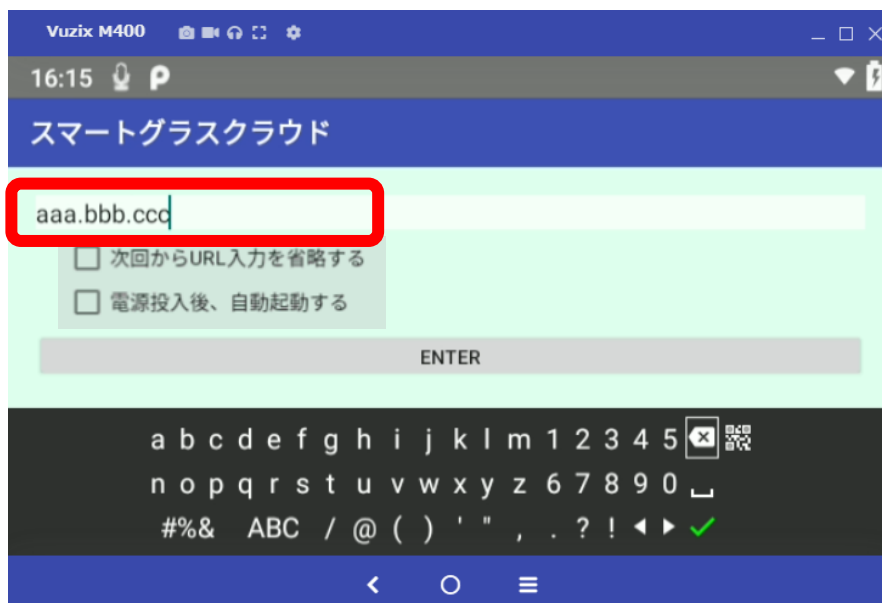 Vuzix M400
16:15
スマートグラスクラウド
aaa.bbb.ccc
次回からURL入力を省略する
電源投入後、自動起動する
ENTER
a b c d e f g h i j k l m 1 2 3 4 5
n o p q r s t u v w x y z 6 7 8 9 0
#%& ABC / @ ( ) ' " , . ? !